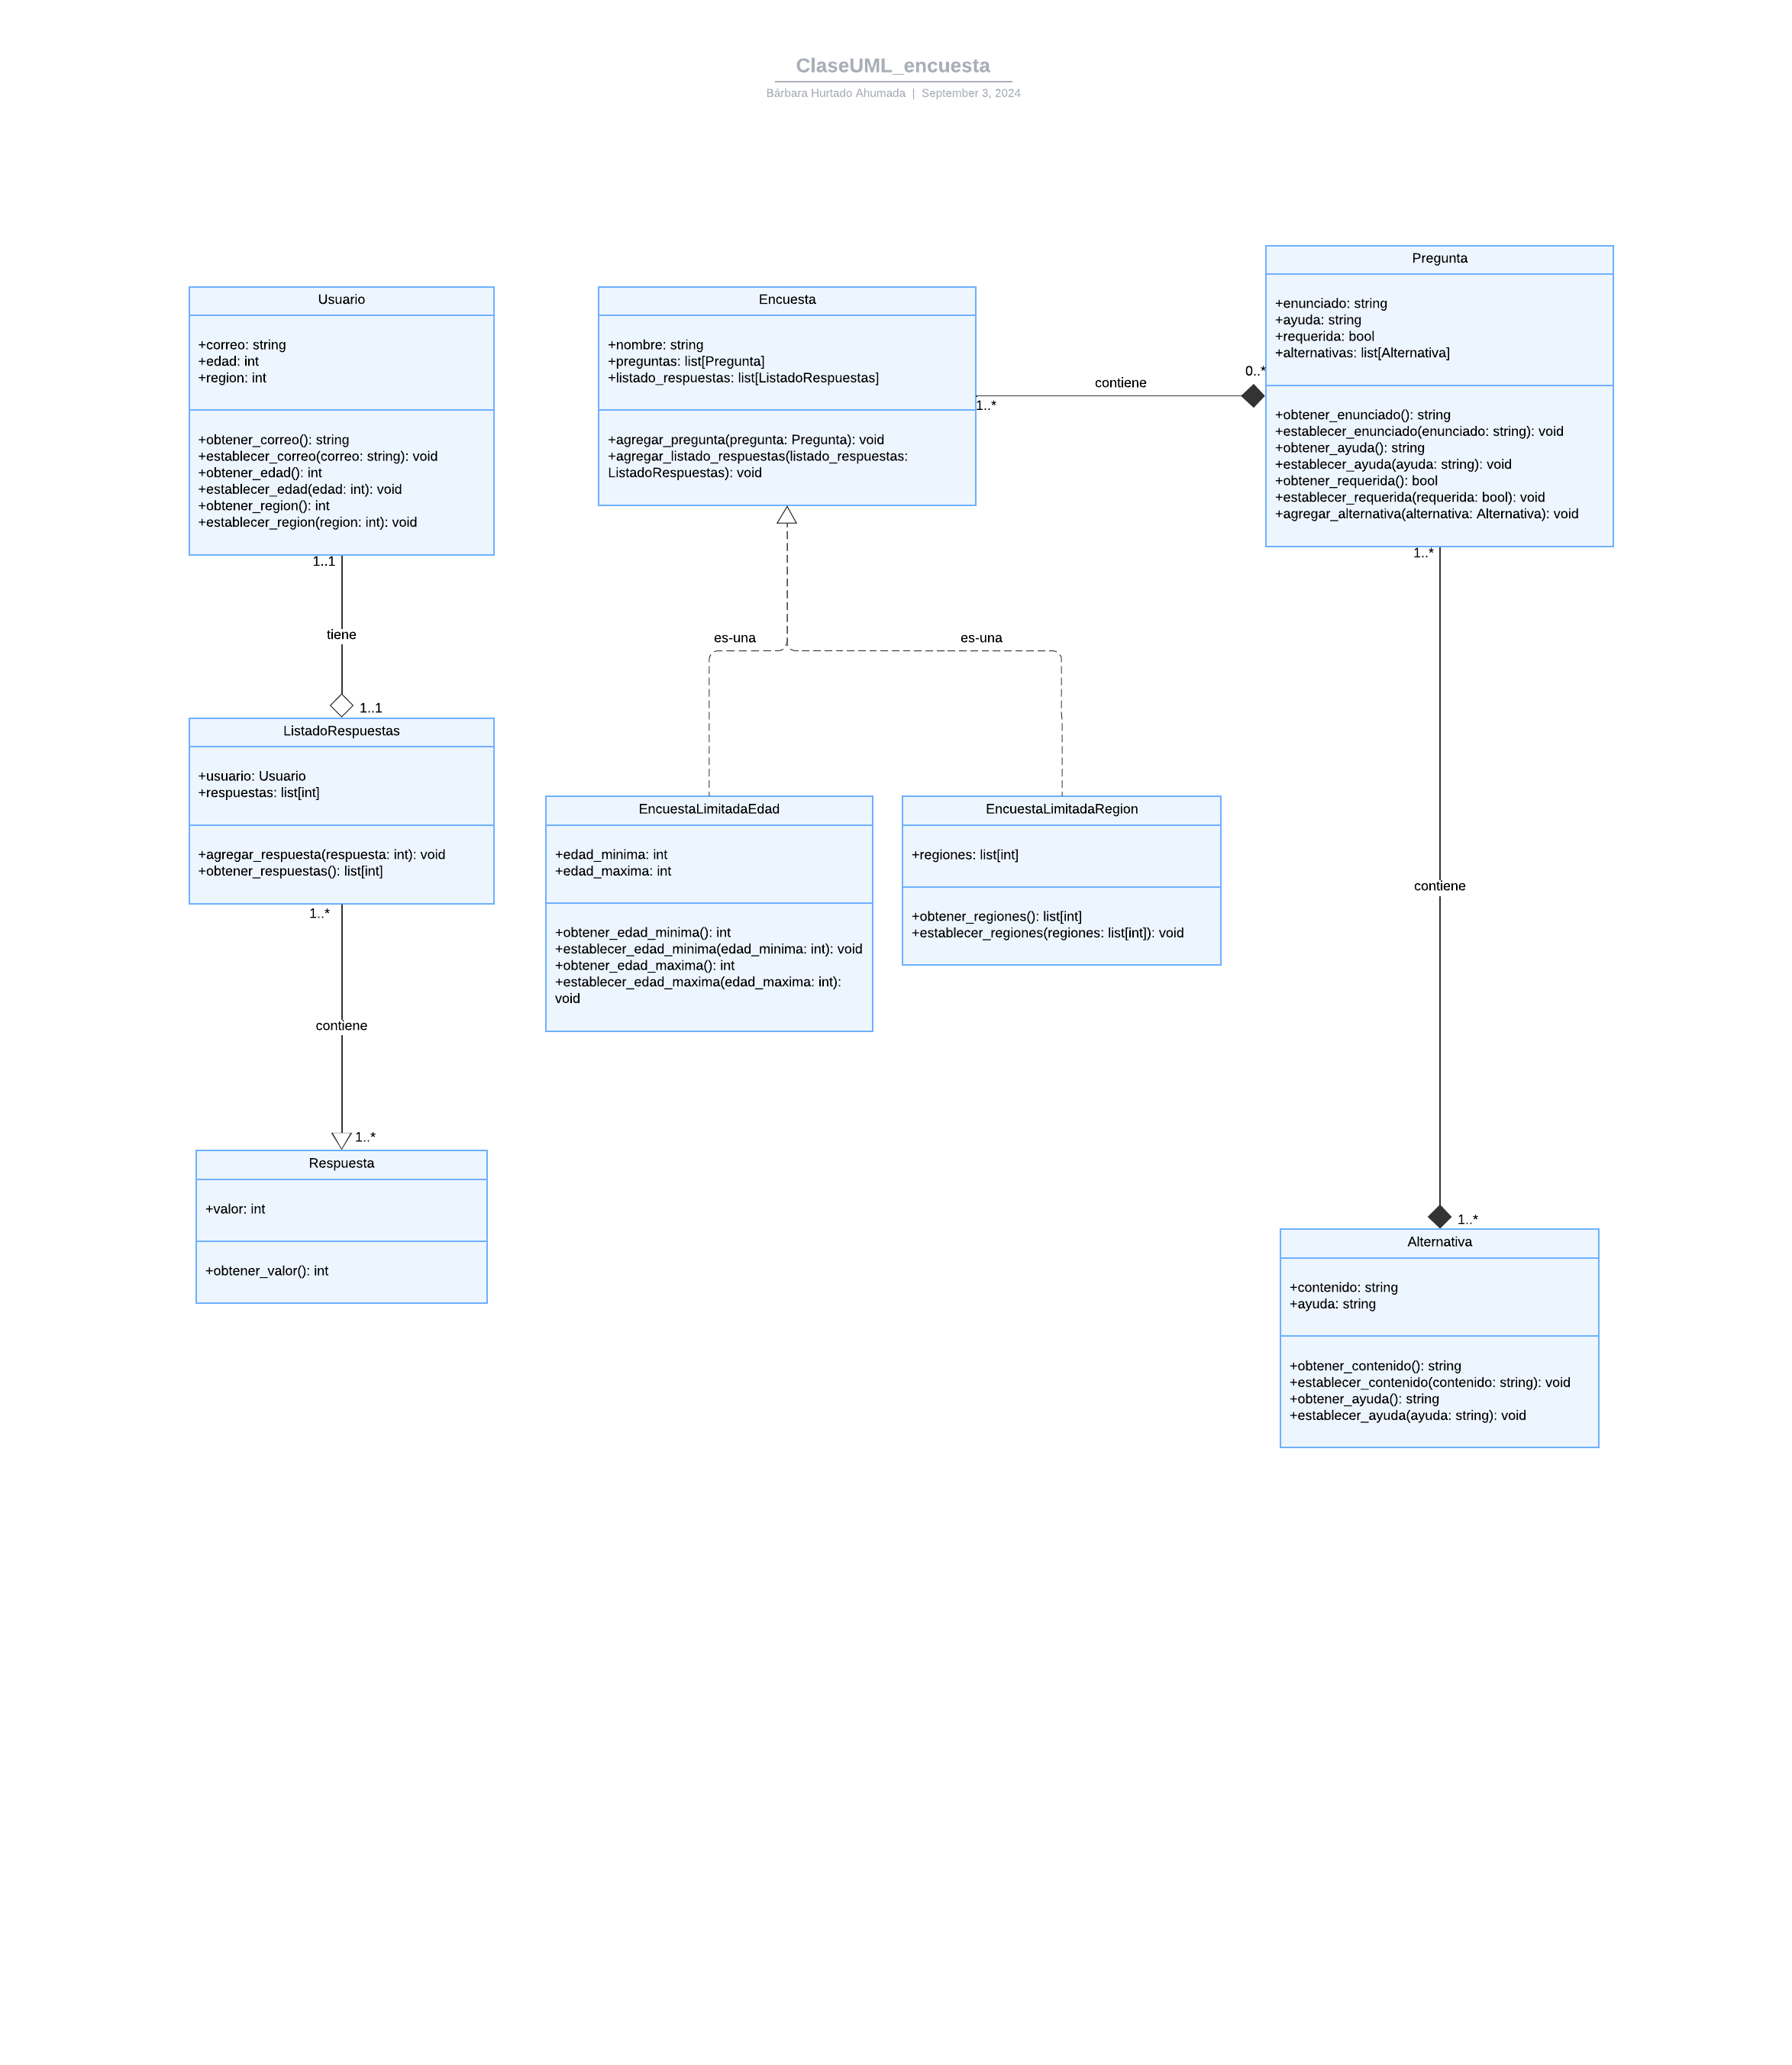 ClaseUML_encuesta
Bárbara Hurtado Ahumada | September 3, 2024
Usuario
+correo: string
+edad: int
+region: int
+obtener_correo(): string
+establecer_correo(correo: string): void
+obtener_edad(): int
+establecer_edad(edad: int): void
+obtener_region(): int
+establecer_region(region: int): void
1..1
tiene
1..1
ListadoRespuestas
+usuario: Usuario
+respuestas: list[int]
+agregar_respuesta(respuesta: int): void
+obtener_respuestas(): list[int]
1..*
contiene
1..*
Respuesta
+valor: int
+obtener_valor(): int
Encuesta
+nombre: string
+preguntas: list[Pregunta]
+listado_respuestas: list[ListadoRespuestas]
+agregar_pregunta(pregunta: Pregunta): void
+agregar_listado_respuestas(listado_respuestas:
ListadoRespuestas): void
1..*
contiene
0..*
es-una
es-una
EncuestaLimitadaEdad
+edad_minima: int
+edad_maxima: int
+obtener_edad_minima(): int
+establecer_edad_minima(edad_minima: int): void
+obtener_edad_maxima(): int
+establecer_edad_maxima(edad_maxima: int):
void
EncuestaLimitadaRegion
+regiones: list[int]
+obtener_regiones(): list[int]
+establecer_regiones(regiones: list[int]): void
Pregunta
+enunciado: string
+ayuda: string
+requerida: bool
+alternativas: list[Alternativa]
+obtener_enunciado(): string
+establecer_enunciado(enunciado: string): void
+obtener_ayuda(): string
+establecer_ayuda(ayuda: string): void
+obtener_requerida(): bool
+establecer_requerida(requerida: bool): void
+agregar_alternativa(alternativa: Alternativa): void
1..*
contiene
1..*
Alternativa
+contenido: string
+ayuda: string
+obtener_contenido(): string
+establecer_contenido(contenido: string): void
+obtener_ayuda(): string
+establecer_ayuda(ayuda: string): void